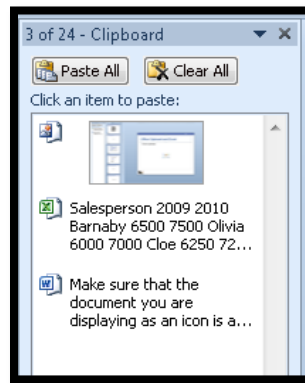 3 of 24 - Clipboard
Paste All Clear All
Click an item to paste:
Salesperson 2009 2010
Barnaby 6500 7500 Olivia
6000 7000 Cloe 6250 72...
Make sure that the
document you are
displaying as an icon is a...